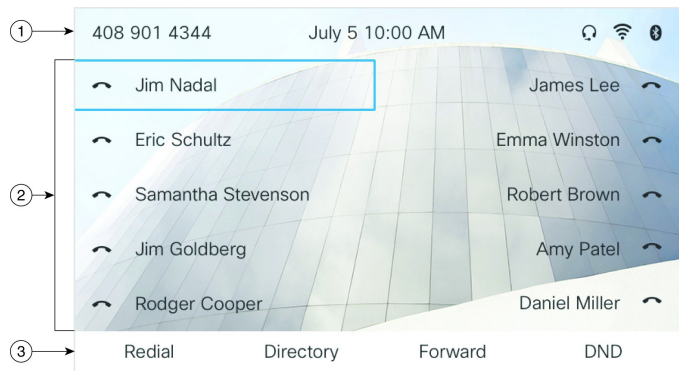 1 408 901 4344 July 5 10:00 AM
Jim Nadal James Lee
Eric Schultz Emma Winston
2 Samantha Stevenson Robert Brown
Jim Goldberg Amy Patel
Rodger Cooper Daniel Miller
3 Redial Directory Forward DND